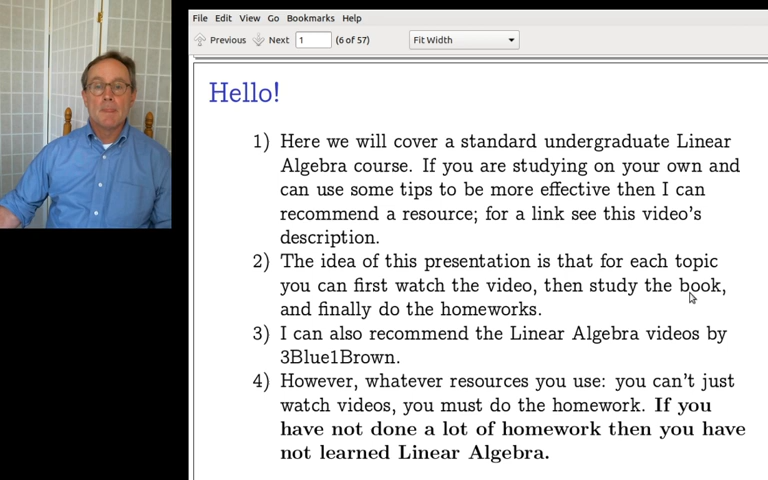 File Edit View Go Bookmarks Help
Previous Next 1 (6 of 57) Fit Width
Hello!
1) Here we will cover a standard undergraduate Linear
Algebra course. If you are studying on your own and
can use some tips to be more effective then I can
recommend a resource; for a link see this video's
description.
2) The idea of this presentation is that for each topic
you can first watch the video, then study the book,
and finally do the homeworks.
3) I can also recommend the Linear Algebra videos by
3Blue1Brown.
4) However, whatever resources you use: you can't just
watch videos, you must do the homework. If you
have not done a lot of homework then you have
not learned Linear Algebra.